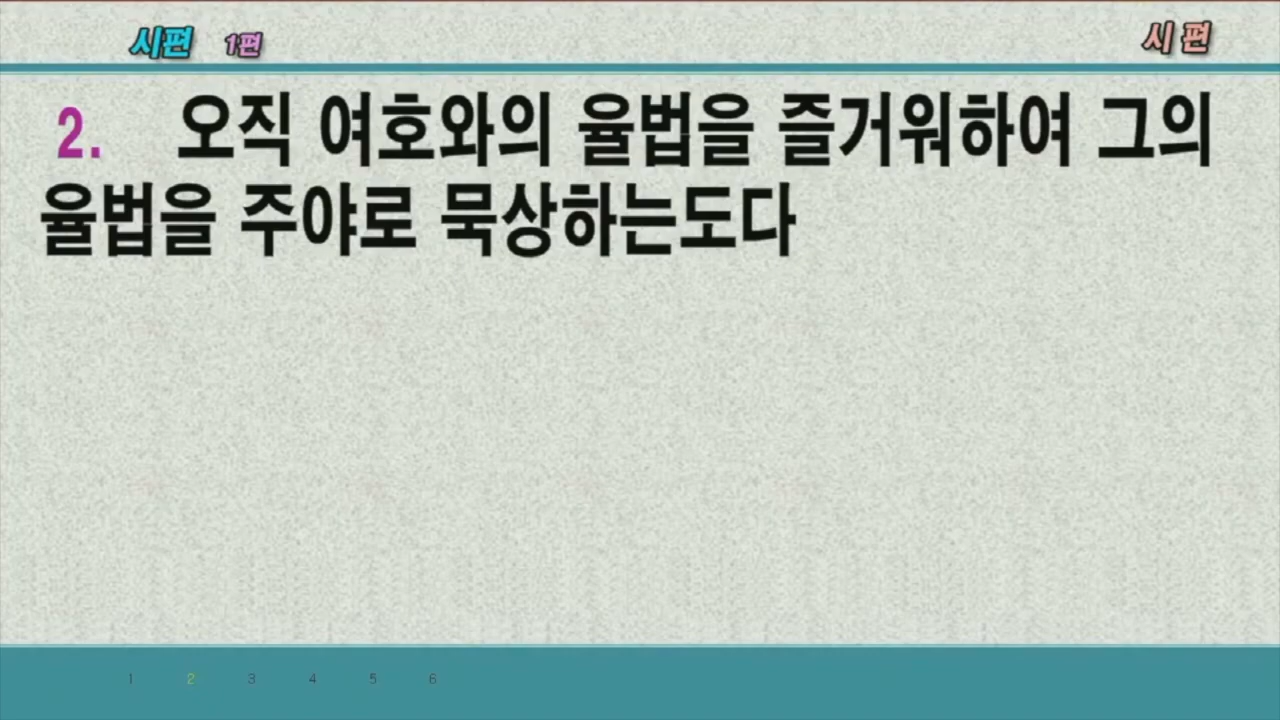 시편 1편 시 편
2. 오직 여호와의 율법을 즐거워하여 그의
율법을 주야로 묵상하는도다
1 2 3 4 5 6